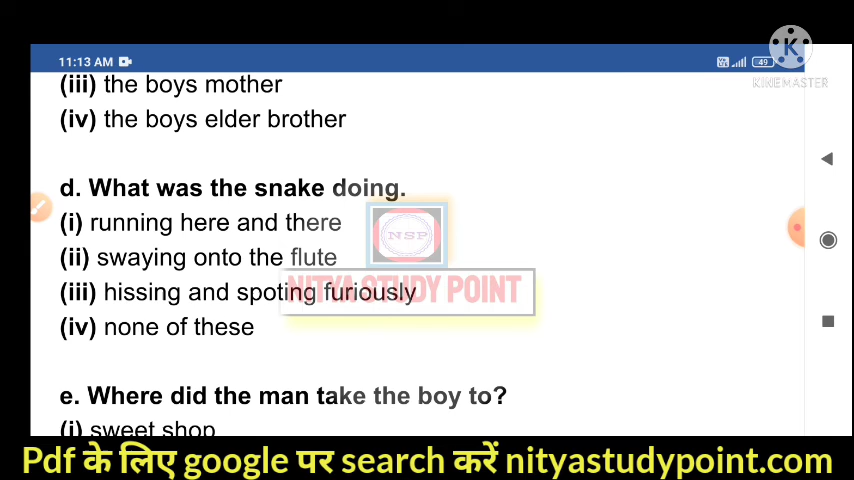 11:13 AM
49
KINEMASTER
(iii) the boys mother
(iv) the boys elder brother
d. What was the snake doing.
(i) running here and there
(ii) swaying onto the flute
(iii) hissing and spoting furiously
(iv) none of these
NSP
NITYA STUDY POINT
e. Where did the man take the boy to?
(i) sweet shop
Pdf के लिए google पर search करें nityastudypoint.com